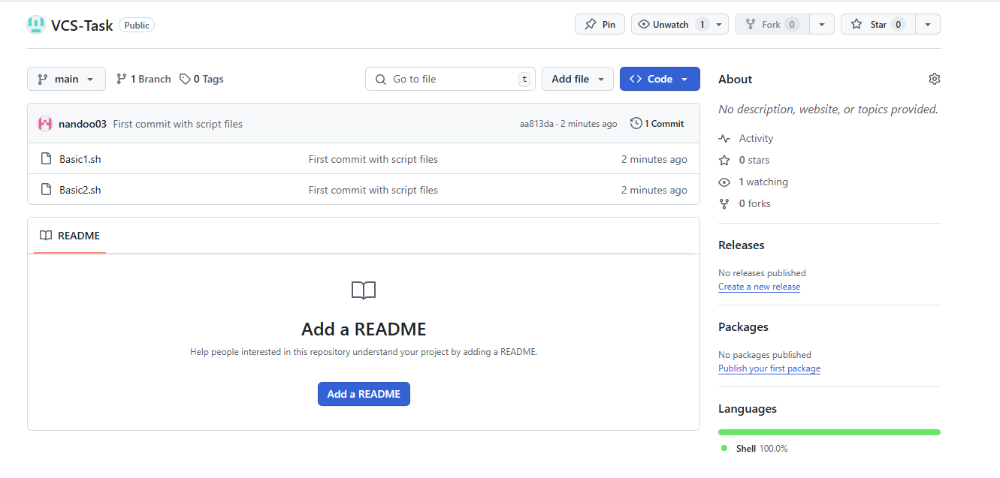 VCS-Task Public Pin Unwatch 1 Fork 0 Star 0
main 1 Branch 0 Tags Go to file t Add file Code
nandoo03 First commit with script files aa813da · 2 minutes ago 1 Commit
Basic1.sh First commit with script files 2 minutes ago
Basic2.sh First commit with script files 2 minutes ago
README
Add a README
Help people interested in this repository understand your project by adding a README.
Add a README
About
No description, website, or topics provided.
Activity
0 stars
1 watching
0 forks
Releases
No releases published
Create a new release
Packages
No packages published
Publish your first package
Languages
Shell 100.0%